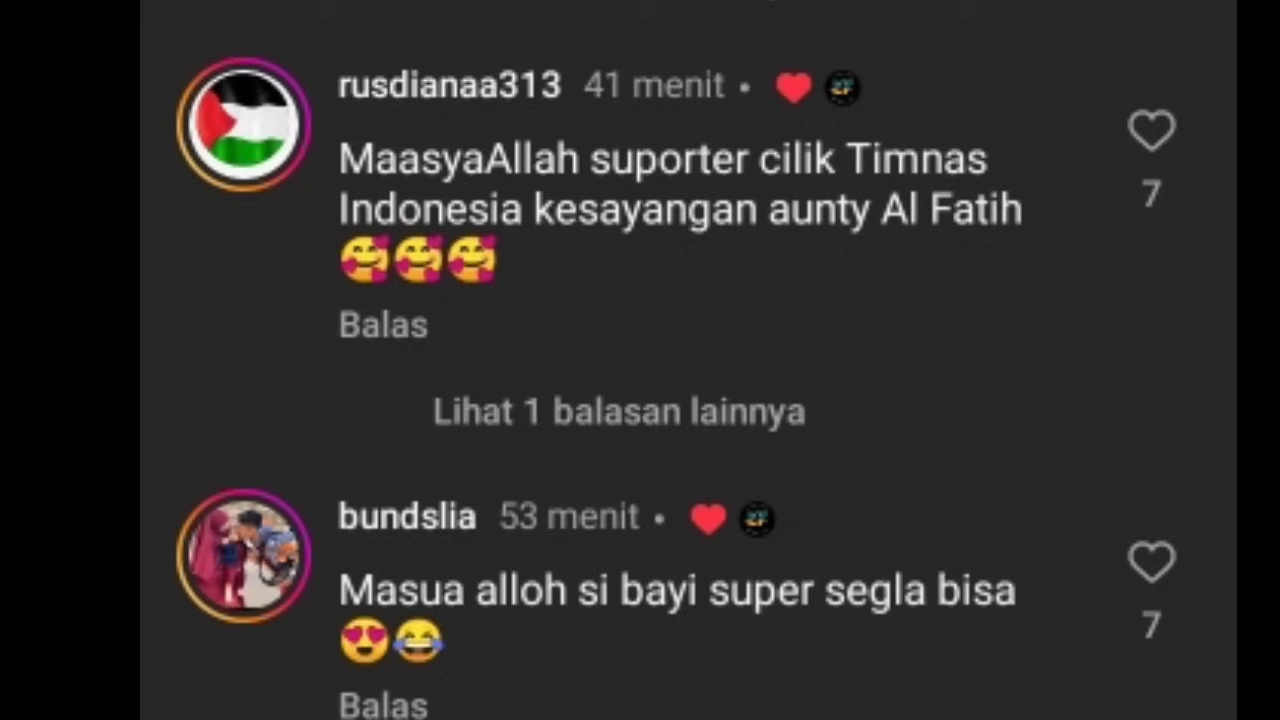 rusdianaa313 41 menit •
MaasyaAllah suporter cilik Timnas
Indonesia kesayangan aunty Al Fatih
🥰🥰🥰
7
Balas
Lihat 1 balasan lainnya
bundslia 53 menit •
Masua alloh si bayi super segla bisa
😍😂
7
Balas